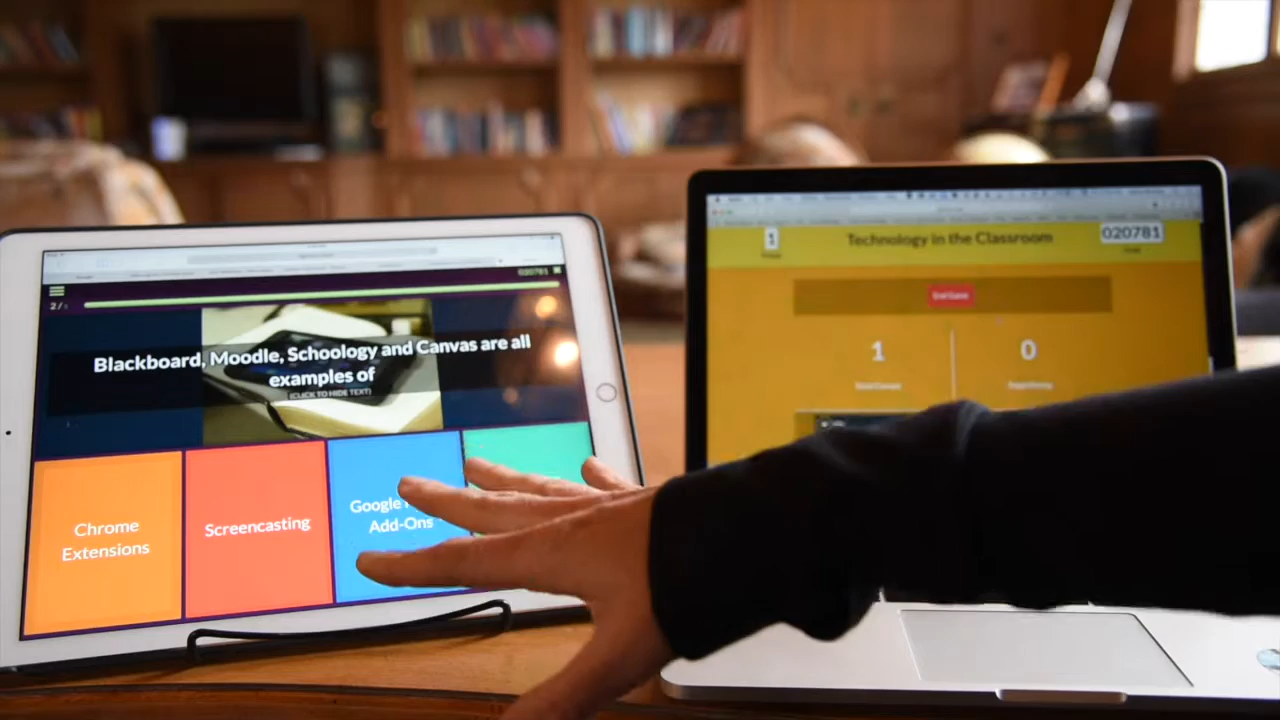 020781
2/
Blackboard, Moodle, Schoology and Canvas are all
examples of
(CLICK TO HIDE TEXT)
Chrome
Extensions
Screencasting
Google
Add-Ons
1
Technology in the Classroom
020781
End Game
1
0